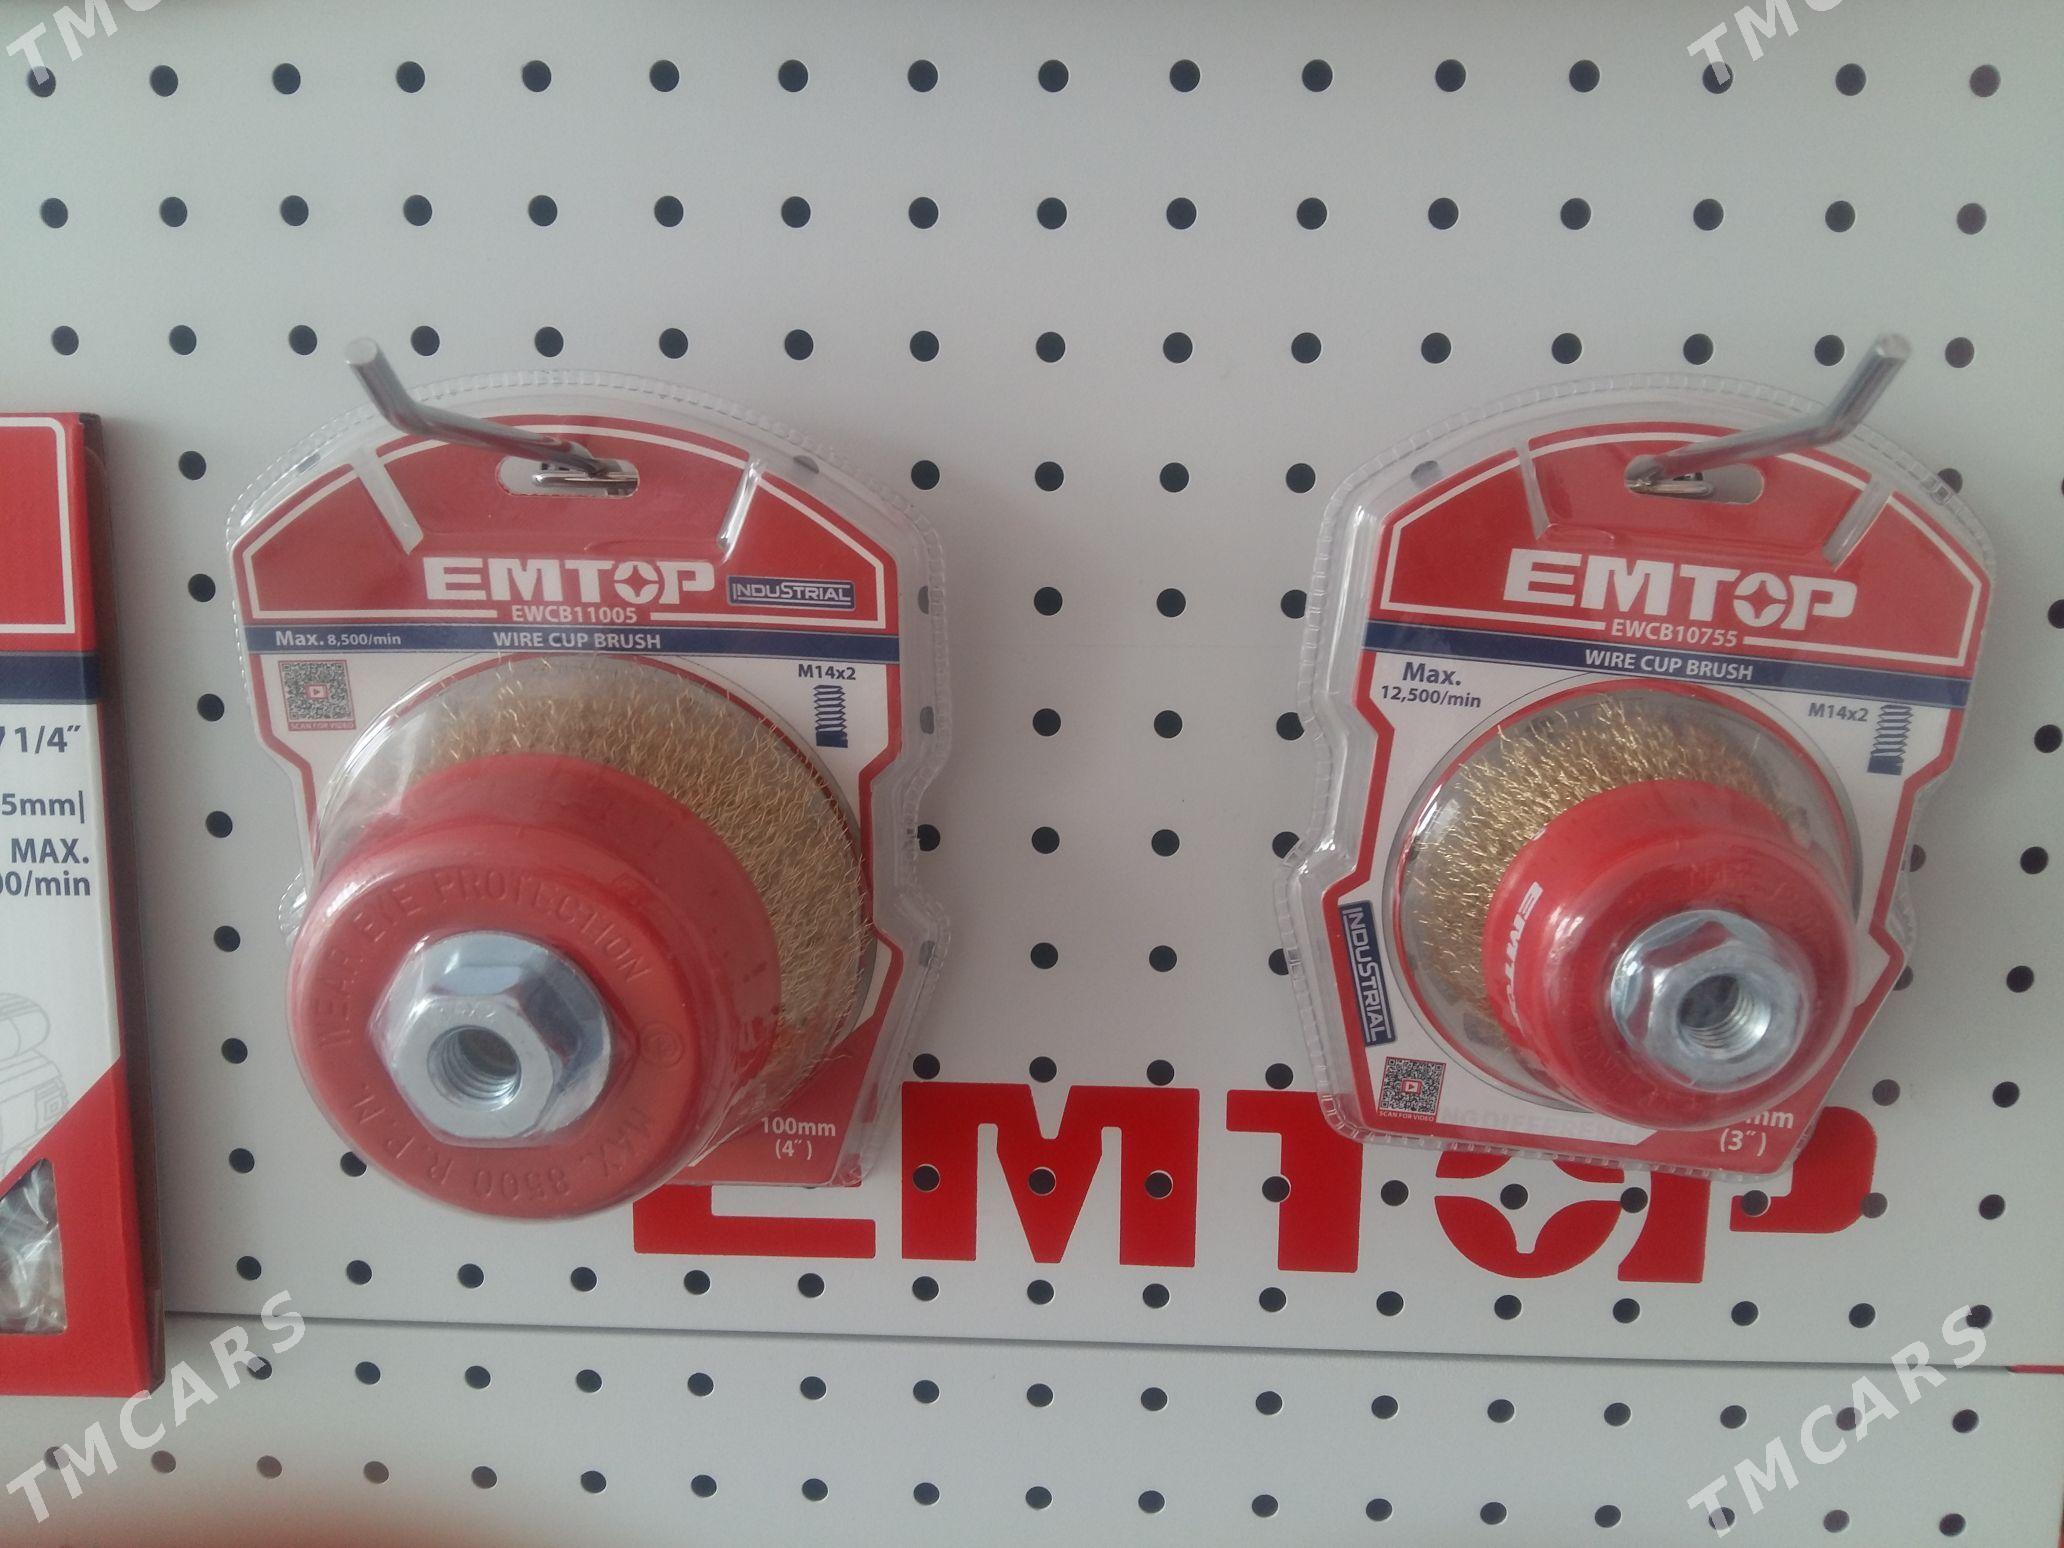 EMTOP
INDUSTRIAL
EWCB11005
Max. 8,500/min
WIRE CUP BRUSH
M14x2
SCAN FOR VIDEO
WEAR EYE PROTECTION
MAX. 8500 R.P.M.
100mm
(4")
EMTOP
EWCB10755
WIRE CUP BRUSH
Max.
12,500/min
M14x2
EMTOP
INDUSTRIAL
SCAN FOR VIDEO
mm
(3")
EMTOP
1/4"
5mm|
MAX.
00/min
TMCARS
TMCARS